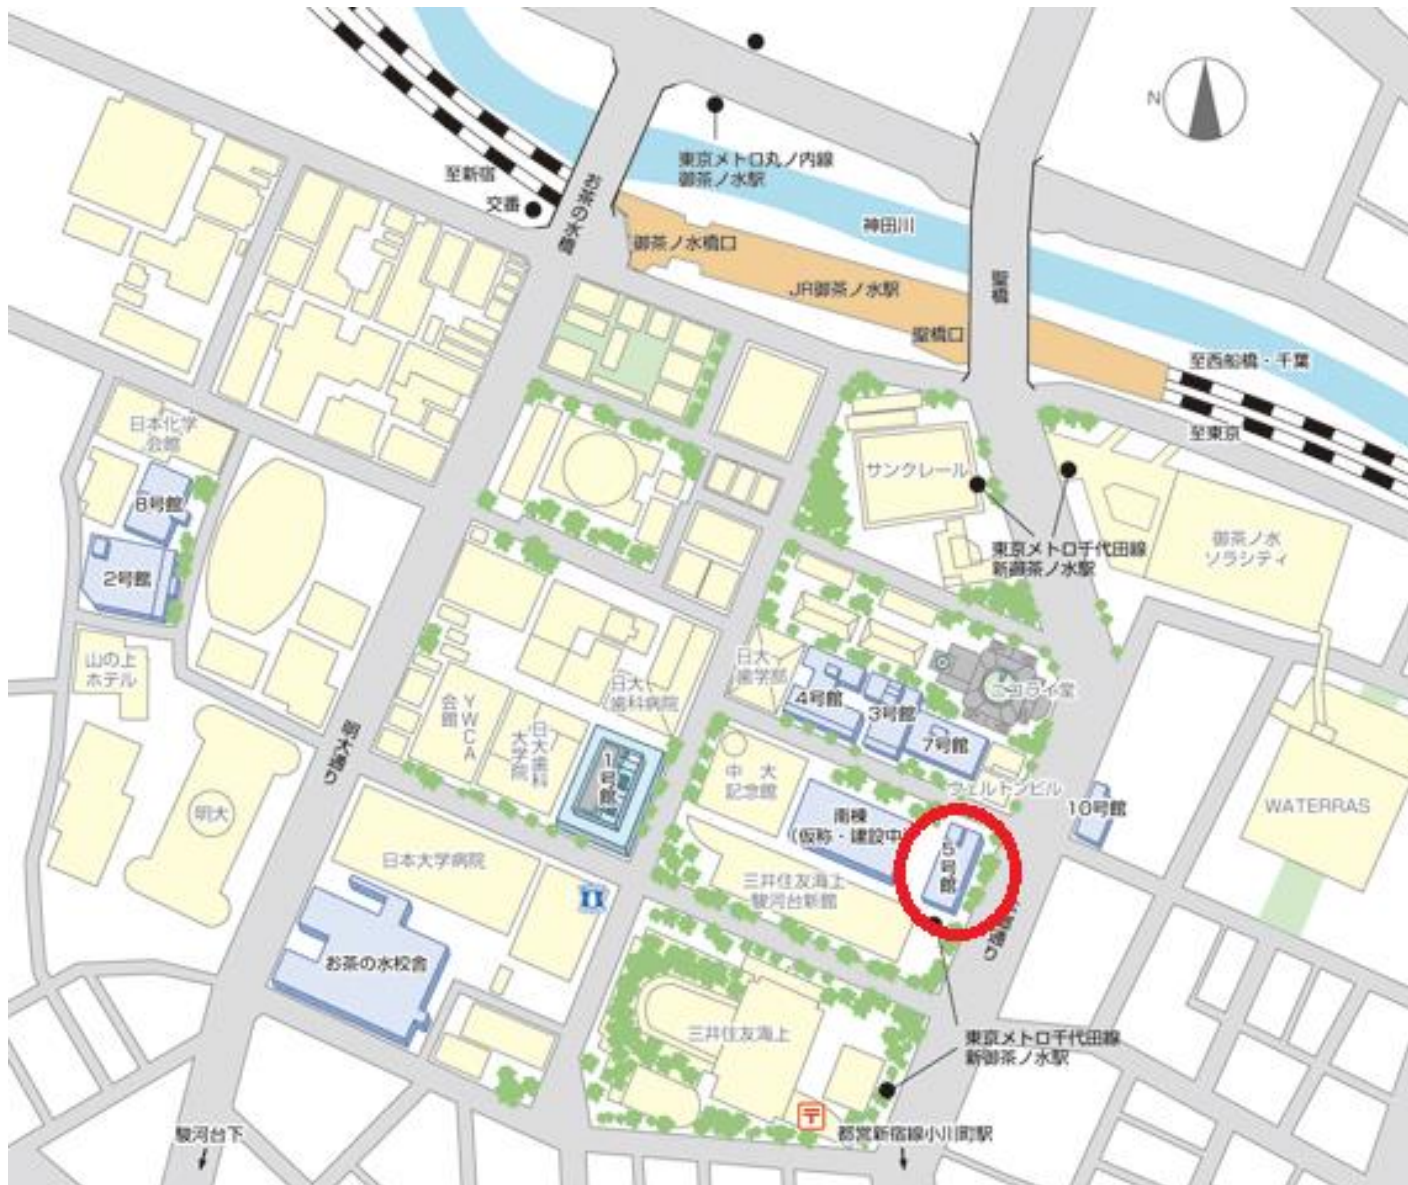 N
東京メトロ丸ノ内線
御茶ノ水駅
至新宿
交番
お茶の水橋
神田川
御茶ノ水橋口
JR御茶ノ水駅
聖橋
聖橋口
至西船橋・千葉
至東京
日本化学
会館
サンクレール
8号館
東京メトロ千代田線
新御茶ノ水駅
御茶ノ水
ソラシティ
2号館
山の上
ホテル
日大
歯学部
日大
歯科病院
ニコライ堂
4号館
3号館
7号館
YWCA
会館
日大歯科
大学院
1号館
明大通り
中大
記念館
ウェルトンビル
明大
南棟
(仮称・建設中)
5号館
10号館
WATERRAS
日本大学病院
三井住友海上
駿河台新館
通り
お茶の水校舎
三井住友海上
東京メトロ千代田線
新御茶ノ水駅
〒
駿河台下
都営新宿線小川町駅